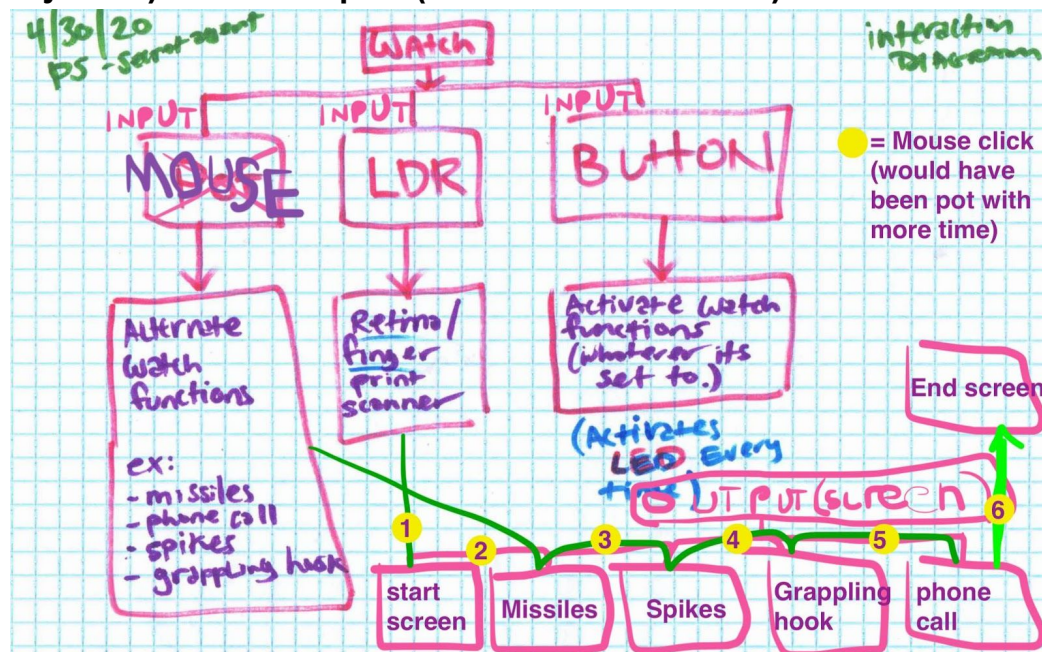 4/30/20
P5 - Secret agent
interaction
DIAGRAM
WAtcH
INPUT
INPUT
INPUT
MOUSE
LDR
BUttON
= Mouse click
(would have
been pot with
more time)
Alternate
watch
functions
ex:
- missiles
- phone call
- spikes
- grappling hook
Retina/
finger
print
scanner
Activate watch
functions
(whatever its
set to.)
(Activates
LED Every
time)
OUTPUT (screen)
End screen
1
2
3
4
5
6
start
screen
Missiles
Spikes
Grappling
hook
phone
call